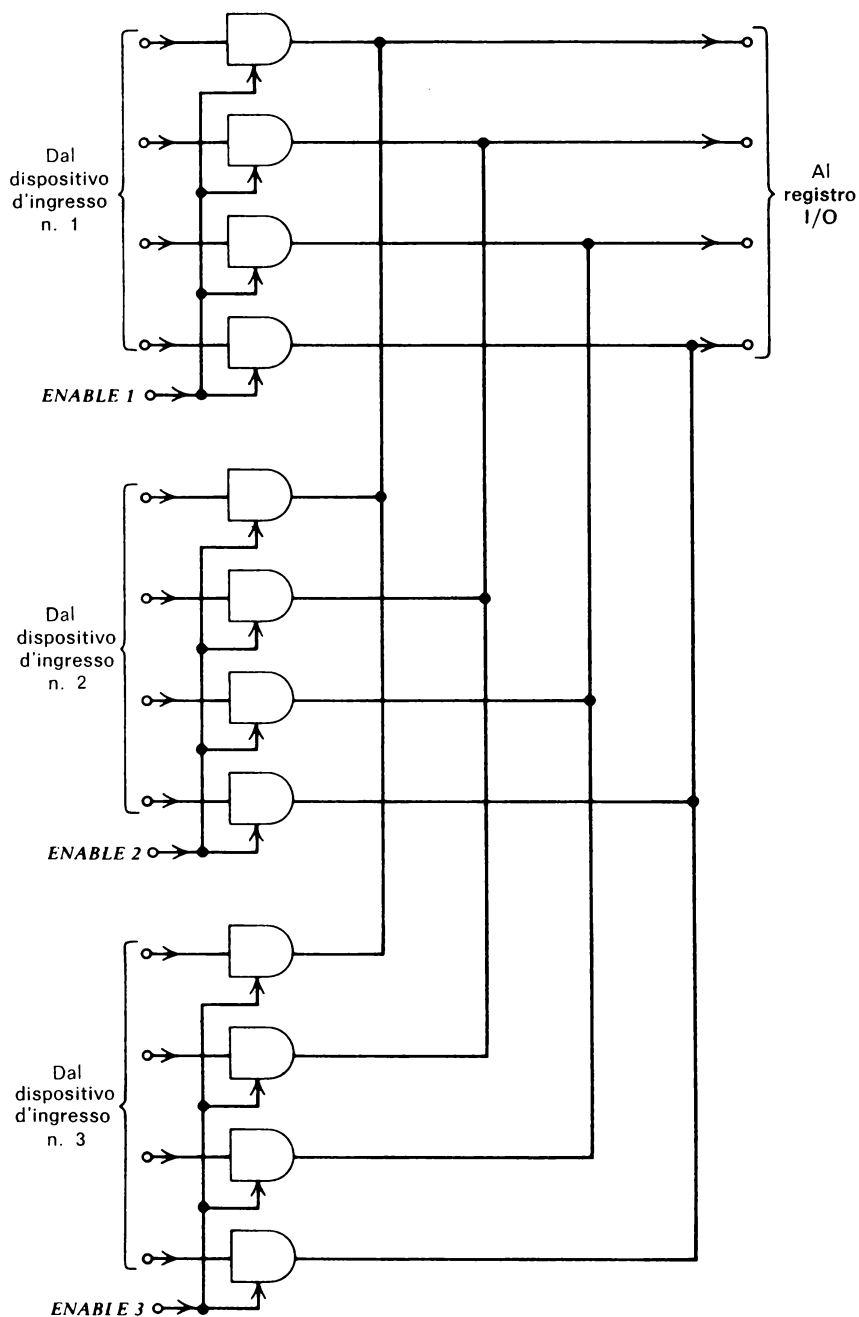 Dal
dispositivo
d'ingresso
n. 1
ENABLE 1
Al
registro
I/O
Dal
dispositivo
d'ingresso
n. 2
ENABLE 2
Dal
dispositivo
d'ingresso
n. 3
ENABLE 3